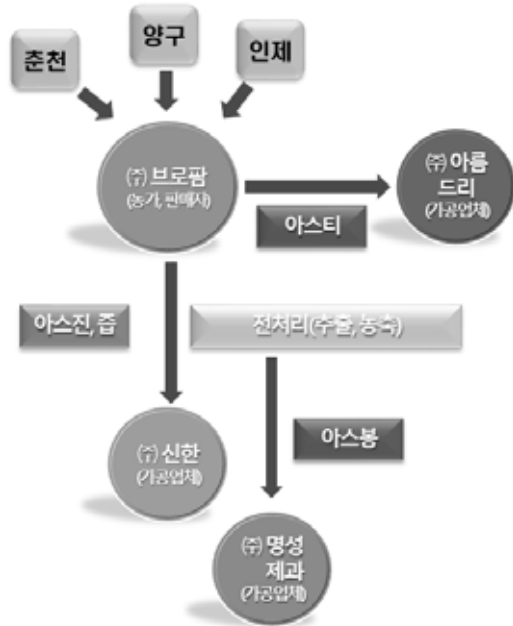 춘천
양구
인제
㈜ 브로팜
(농가, 판매자)
㈜ 아름
드리
(가공업체)
아스티
아스진, 즙
전처리(추출, 농축)
아스봉
㈜ 신한
(가공업체)
㈜ 명성
제과
(가공업체)